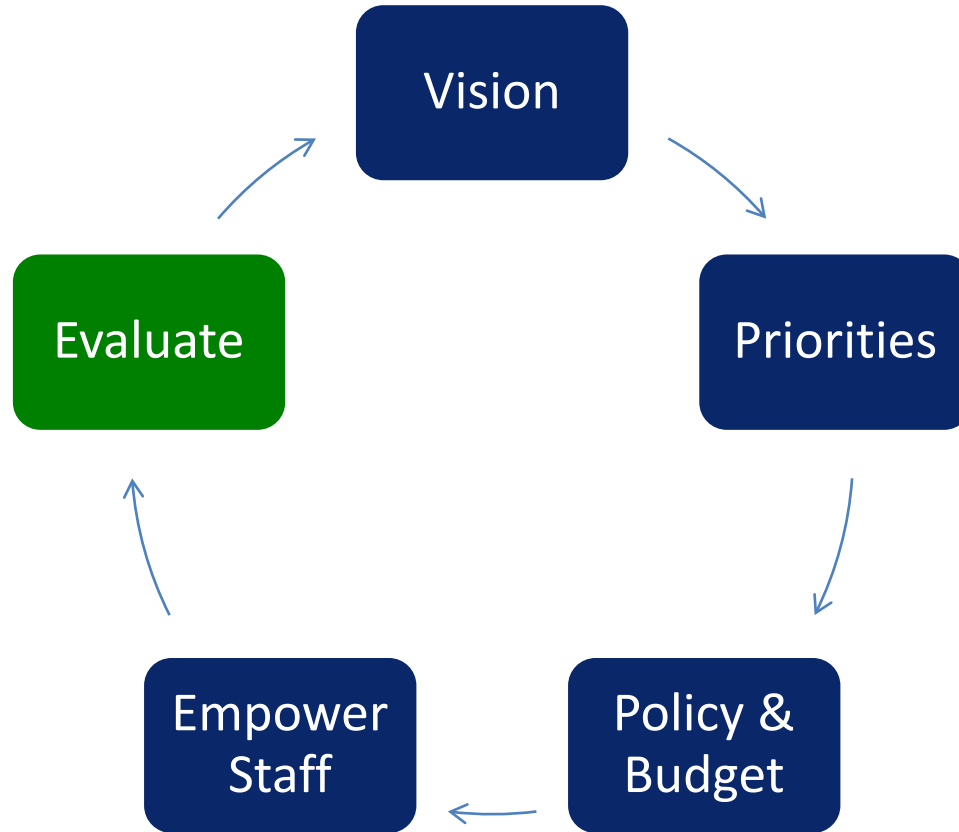 Vision
Priorities
Policy &
Budget
Empower
Staff
Evaluate